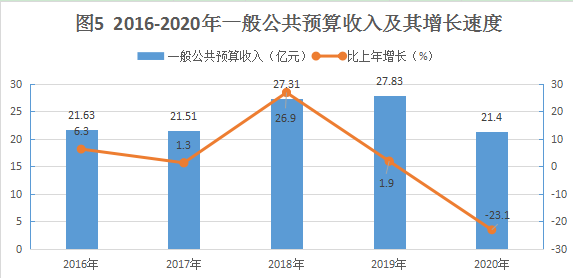 图5 2016-2020年一般公共预算收入及其增长速度
一般公共预算收入（亿元） 比上年增长（%）
30 25 20 15 10 5 0
21.63 21.51 27.31 27.83 21.4
6.3 1.3 26.9 1.9 -23.1
30 20 10 0 -10 -20 -30
2016年 2017年 2018年 2019年 2020年